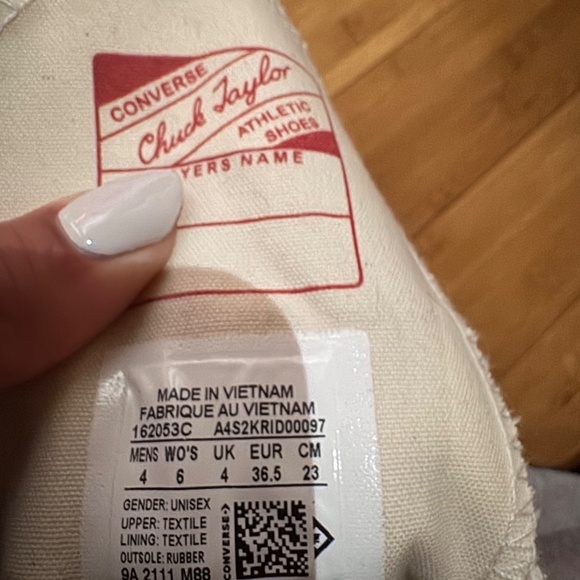 CONVERSE
Chuck Taylor
ATHLETIC
SHOES
YERS NAME
MADE IN VIETNAM
FABRIQUE AU VIETNAM
162053C A4S2KRID00097
MENS WO'S UK EUR CM
4 6 4 36.5 23
GENDER: UNISEX
UPPER: TEXTILE
LINING: TEXTILE
OUTSOLE: RUBBER
9A 2111 M88
CONVERSE